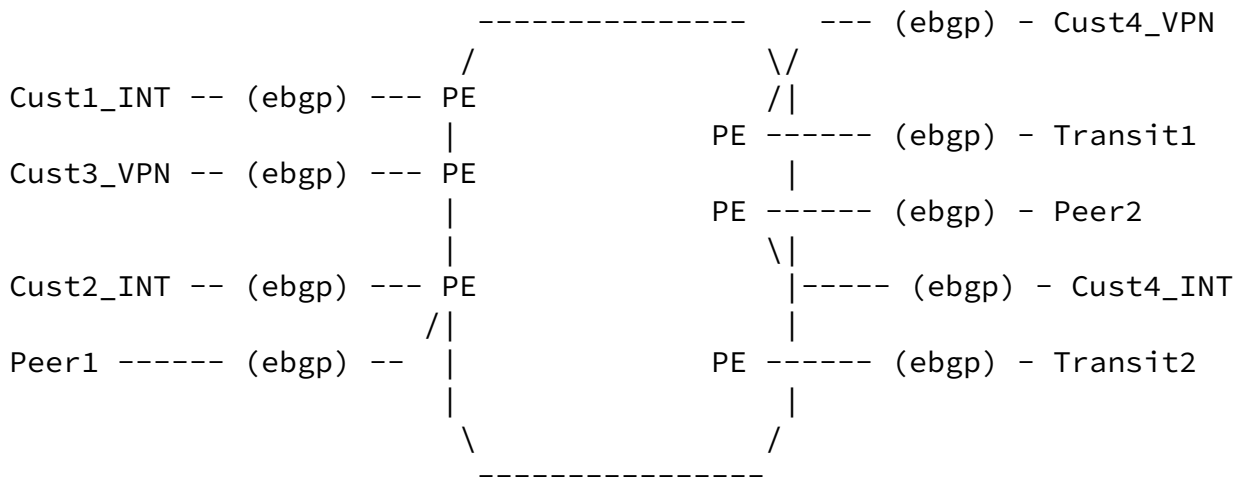 --------------- --- (ebgp) - Cust4_VPN
/ \/
Cust1_INT -- (ebgp) --- PE /|
| PE ------ (ebgp) - Transit1
Cust3_VPN -- (ebgp) --- PE |
| PE ------ (ebgp) - Peer2
| \|
Cust2_INT -- (ebgp) --- PE |----- (ebgp) - Cust4_INT
/| |
Peer1 ------ (ebgp) -- | PE ------ (ebgp) - Transit2
| |
\ /
----------------